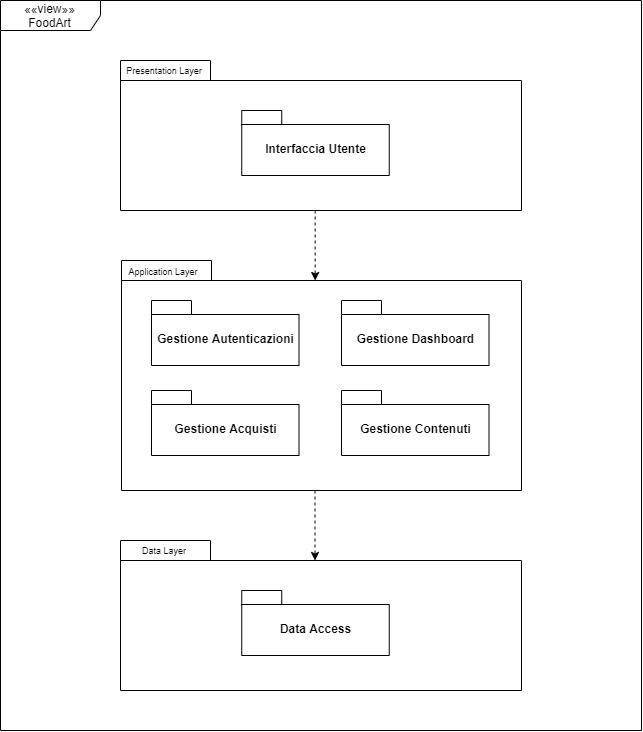 ««view»»
FoodArt
Presentation Layer
Interfaccia Utente
Application Layer
Gestione Autenticazioni
Gestione Dashboard
Gestione Acquisti
Gestione Contenuti
Data Layer
Data Access